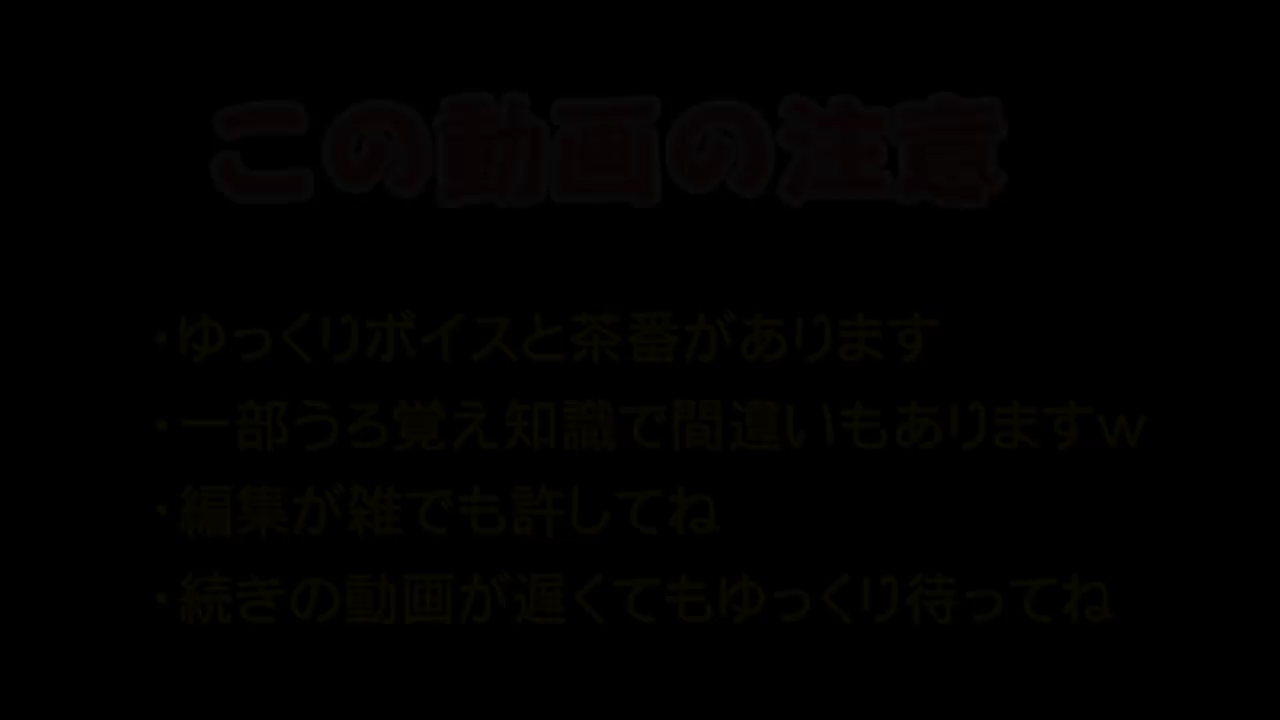 この動画の注意
・ゆっくりボイスと茶番があります
・一部うろ覚え知識で間違いもありますw
・編集が雑でも許してね
・続きの動画が遅くてもゆっくり待ってね